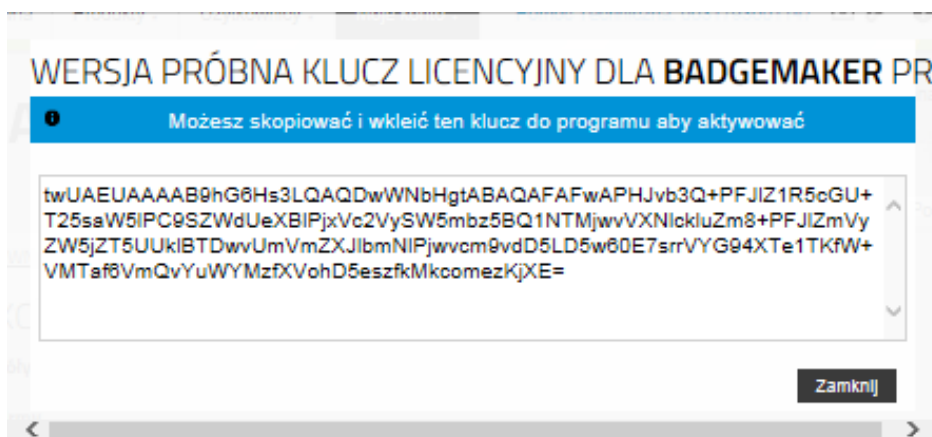 WERSJA PRÓBNA KLUCZ LICENCYJNY DLA BADGEMAKER PR
Możesz skopiować i wkleić ten klucz do programu aby aktywować
twUAEUAAAAB9hG6Hs3LQAQDwWNbHgtABAQAFAFwAPHJvb3Q+PFJlZ1R5cGU+
T25saW5lPC9SZWdUeXBlPjxVc2VySW5mbz5BQ1NTMjwvVXNlckluZm8+PFJlZmVy
ZW5jZT5UUklBTDwvUmVmZXJlbmNlPjwvcm9vdD5LD5w60E7srrVYG94XTe1TKfW+
VMTaf6VmQvYuWYMzfXVohD5eszfkMkcomezKjXE=
Zamknij